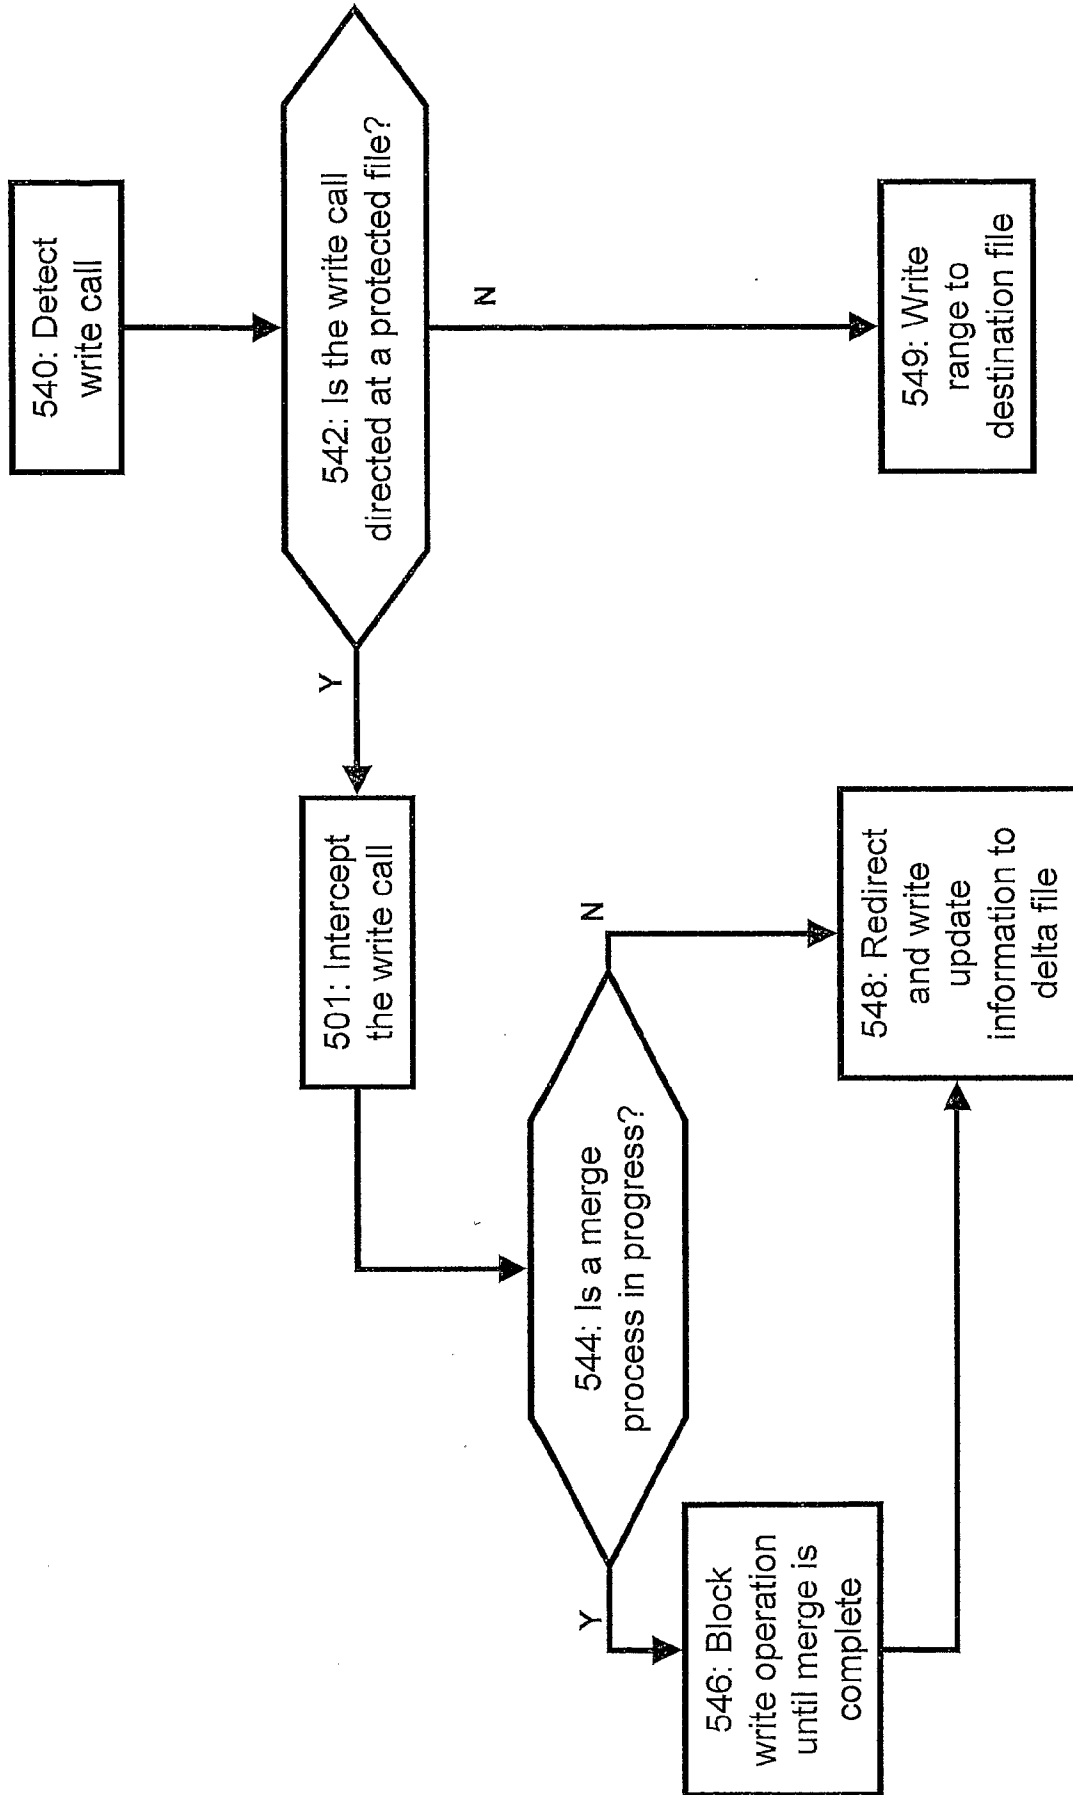 540: Detect
write call
542: Is the write call
directed at a protected file?
Y
N
501: Intercept
the write call
549: Write
range to
destination file
544: Is a merge
process in progress?
Y
N
546: Block
write operation
until merge is
complete
548: Redirect
and write
update
information to
delta file